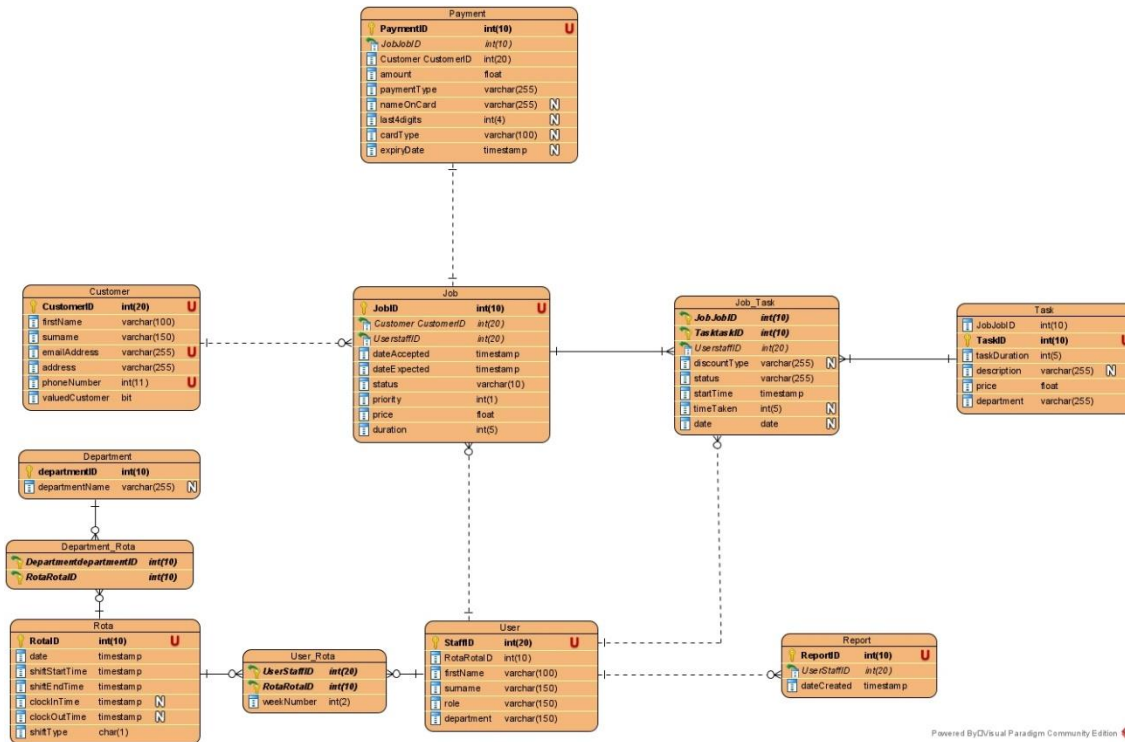 Payment
PaymentID int(10) U
JobJobID int(10)
Customer CustomerID int(20)
amount float
paymentType varchar(255)
nameOnCard varchar(255) N
last4digits int(4) N
cardType varchar(100) N
expiryDate timestamp N
Customer
CustomerID int(20) U
firstName varchar(100)
surname varchar(150)
emailAddress varchar(255) U
address varchar(255)
phoneNumber int(11) U
valuedCustomer bit
Job
JobID int(10) U
Customer CustomerID int(20)
UserstaffID int(20)
dateAccepted timestamp
dateExpected timestamp
status varchar(10)
priority int(1)
price float
duration int(5)
Job_Task
JobJobID int(10)
TasktaskID int(10)
UserstaffID int(20)
discountType varchar(255) N
status varchar(255)
startTime timestamp
timeTaken int(5) N
date date N
Task
JobJobID int(10)
TaskID int(10) U
taskDuration int(5)
description varchar(255) N
price float
department varchar(255)
Department
departmentID int(10)
departmentName varchar(255) N
Department_Rota
DepartmentdepartmentID int(10)
RotaRotaID int(10)
Rota
RotaID int(10) U
date timestamp
shiftStartTime timestamp
shiftEndTime timestamp
clockInTime timestamp N
clockOutTime timestamp N
shiftType char(1)
User_Rota
UserStaffID int(20)
RotaRotaID int(10)
weekNumber int(2)
User
StaffID int(20) U
RotaRotaID int(10)
firstName varchar(100)
surname varchar(150)
role varchar(150)
department varchar(150)
Report
ReportID int(10) U
UserStaffID int(20)
dateCreated timestamp
Powered By Visual Paradigm Community Edition